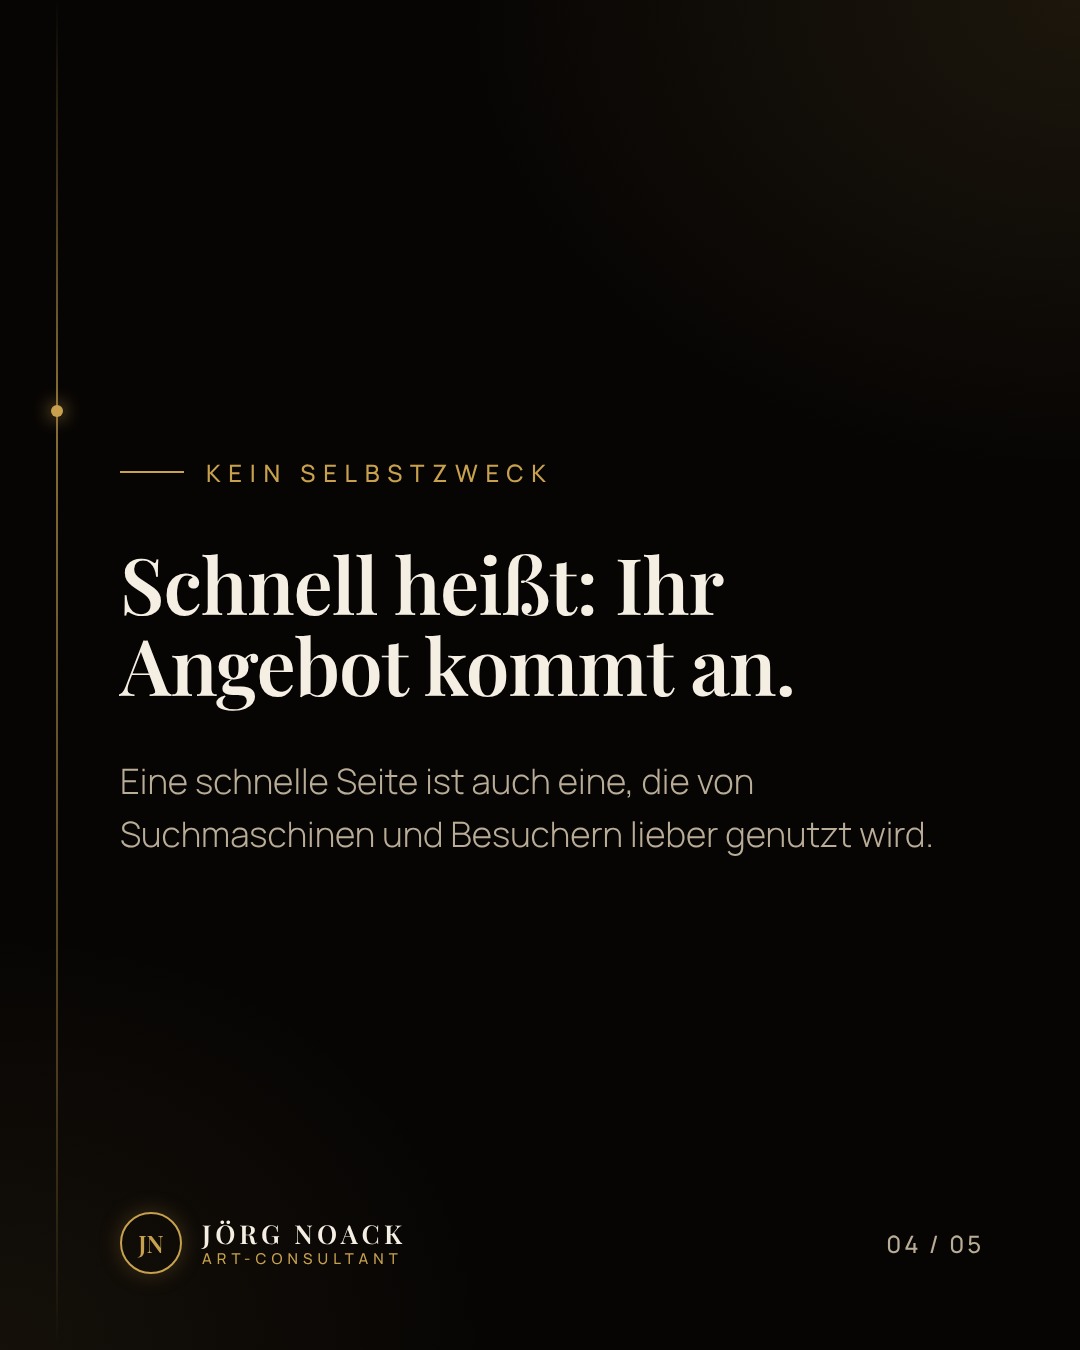 KEIN SELBSTZWECK
Schnell heißt: Ihr
Angebot kommt an.
Eine schnelle Seite ist auch eine, die von
Suchmaschinen und Besuchern lieber genutzt wird.
JN
JÖRG NOACK
ART-CONSULTANT
04 / 05